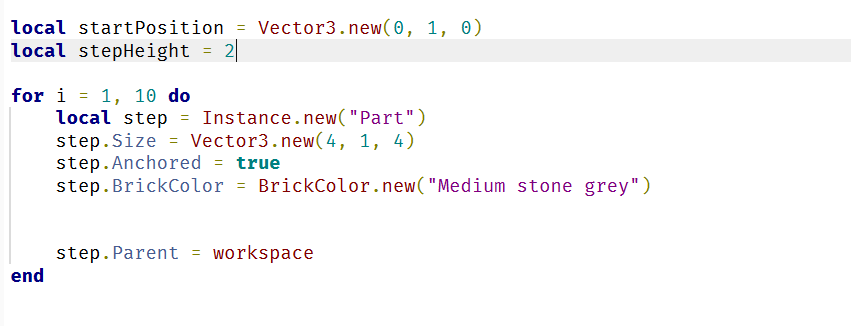 local startPosition = Vector3.new(0, 1, 0)
local stepHeight = 2
for i = 1, 10 do
    local step = Instance.new("Part")
    step.Size = Vector3.new(4, 1, 4)
    step.Anchored = true
    step.BrickColor = BrickColor.new("Medium stone grey")
    step.Parent = workspace
end